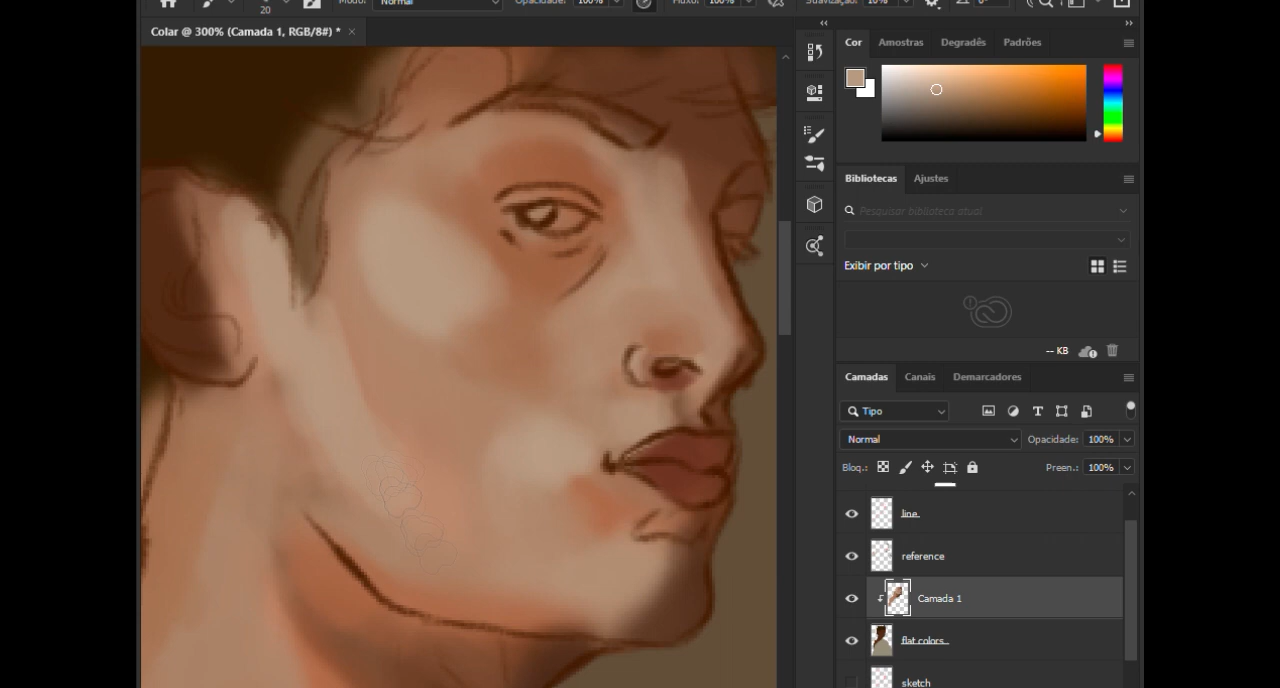 20 Modo: Normal Opacidade: 100% Fluxo: 100% Suavização: 10% 0°
Colar @ 300% (Camada 1, RGB/8#) * ×
Cor Amostras Degradês Padrões
Bibliotecas Ajustes
Pesquisar biblioteca atual
Exibir por tipo
-- KB
Camadas Canais Demarcadores
Tipo
Normal Opacidade: 100%
Bloq.: Preen.: 100%
line
reference
Camada 1
flat colors
sketch